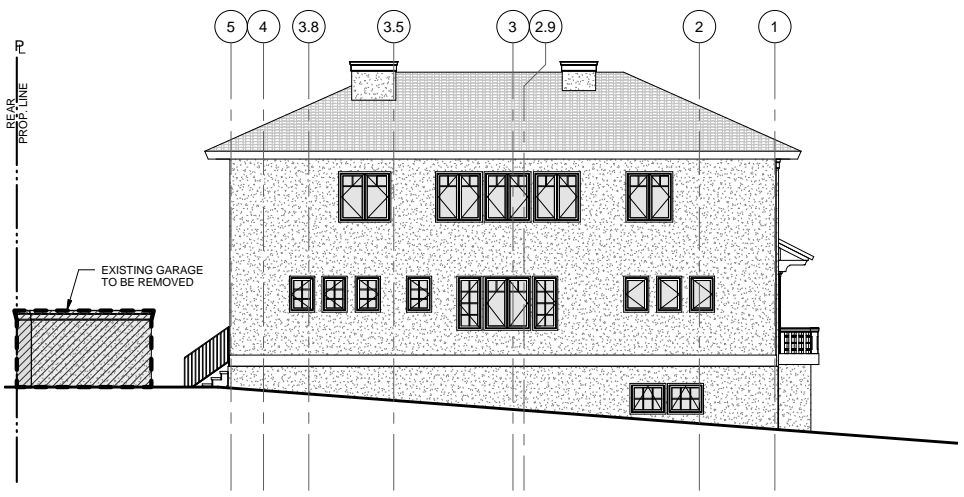 5
4
3.8
3.5
3
2.9
2
1
PL
REAR
PROP. LINE
EXISTING GARAGE
TO BE REMOVED